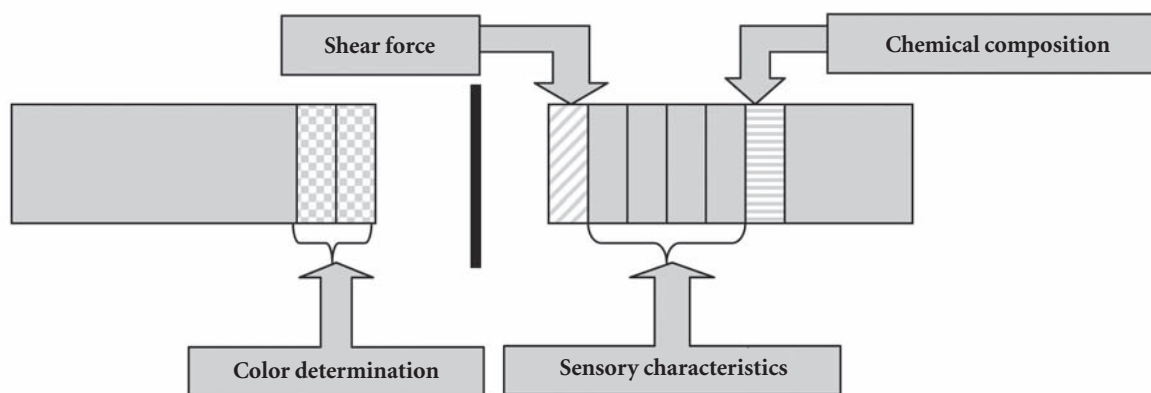 Shear force
Chemical composition
Color determination
Sensory characteristics